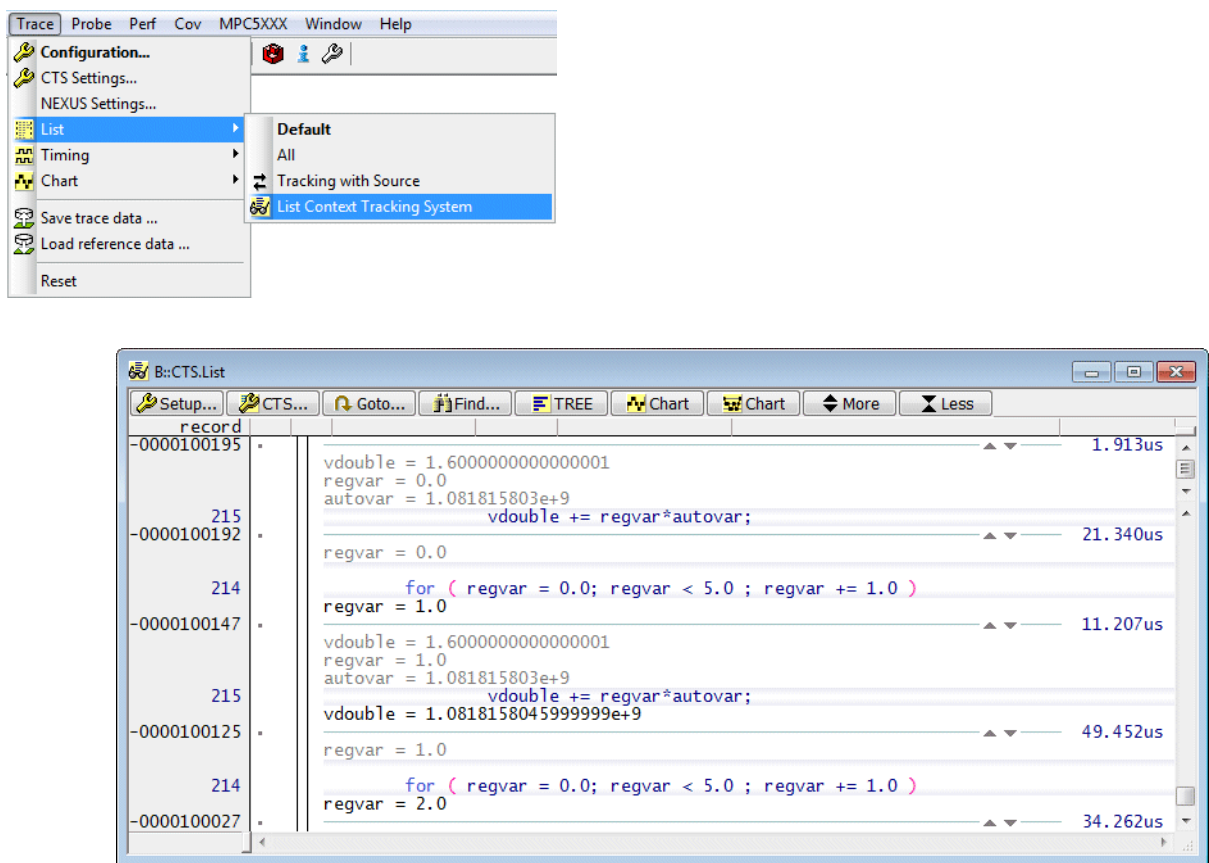 Trace Probe Perf Cov MPC5XXX Window Help
Configuration...
CTS Settings...
NEXUS Settings...
List
Default
Timing
All
Chart
Tracking with Source
List Context Tracking System
Save trace data ...
Load reference data ...
Reset
B::CTS.List
Setup... CTS... Goto... Find... TREE Chart Chart More Less
record
-0000100195 1.913us
vdouble = 1.6000000000000001
regvar = 0.0
autovar = 1.081815803e+9
215 vdouble += regvar*autovar;
-0000100192 21.340us
regvar = 0.0
214 for ( regvar = 0.0; regvar < 5.0 ; regvar += 1.0 )
regvar = 1.0
-0000100147 11.207us
vdouble = 1.6000000000000001
regvar = 1.0
autovar = 1.081815803e+9
215 vdouble += regvar*autovar;
vdouble = 1.0818158045999999e+9
-0000100125 49.452us
regvar = 1.0
214 for ( regvar = 0.0; regvar < 5.0 ; regvar += 1.0 )
regvar = 2.0
-0000100027 34.262us